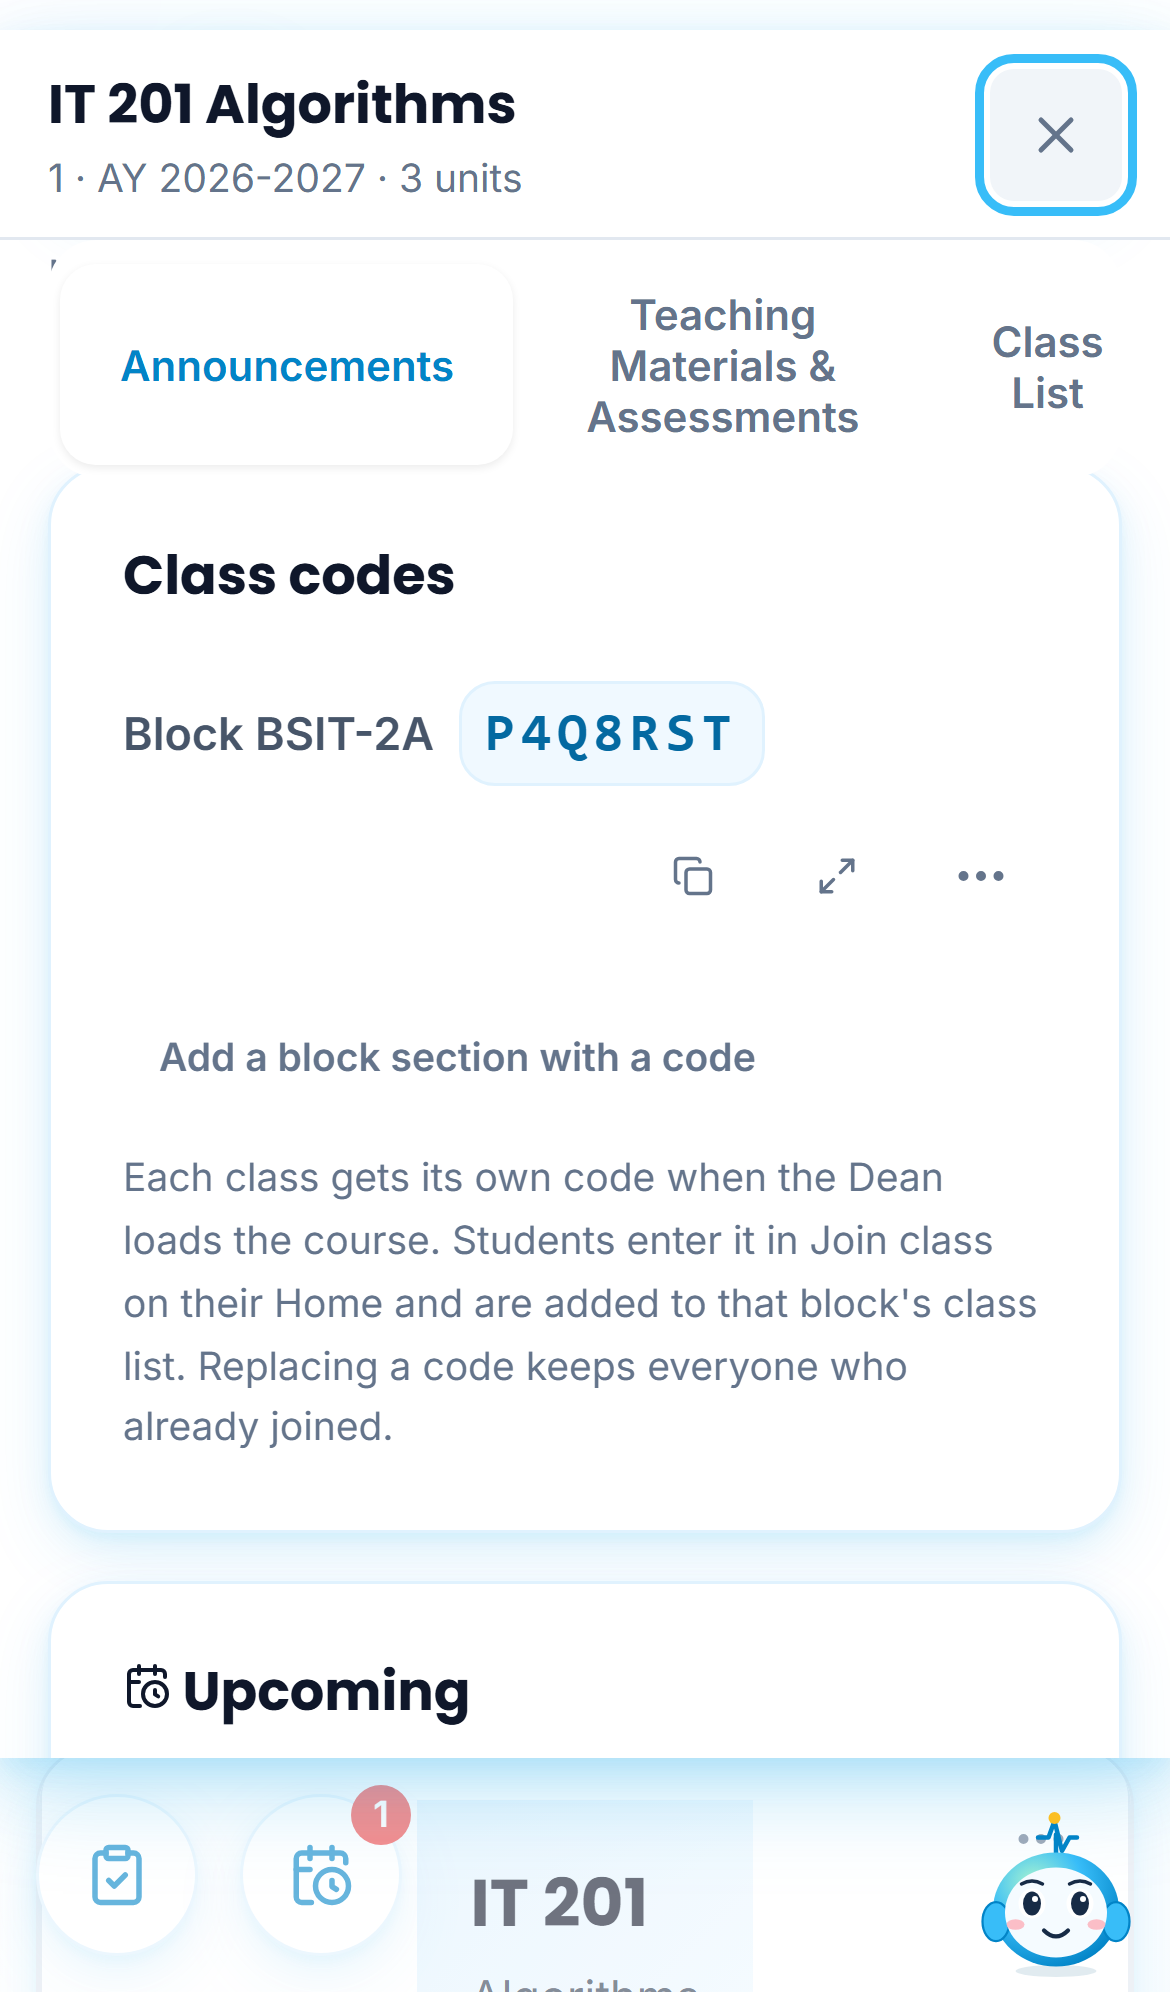 IT 201 Algorithms
1 · AY 2026-2027 · 3 units
Announcements
Teaching
Materials &
Assessments
Class
List
Class codes
Block BSIT-2A P4Q8RST
Add a block section with a code
Each class gets its own code when the Dean
loads the course. Students enter it in Join class
on their Home and are added to that block's class
list. Replacing a code keeps everyone who
already joined.
Upcoming
1
IT 201
Algorithms